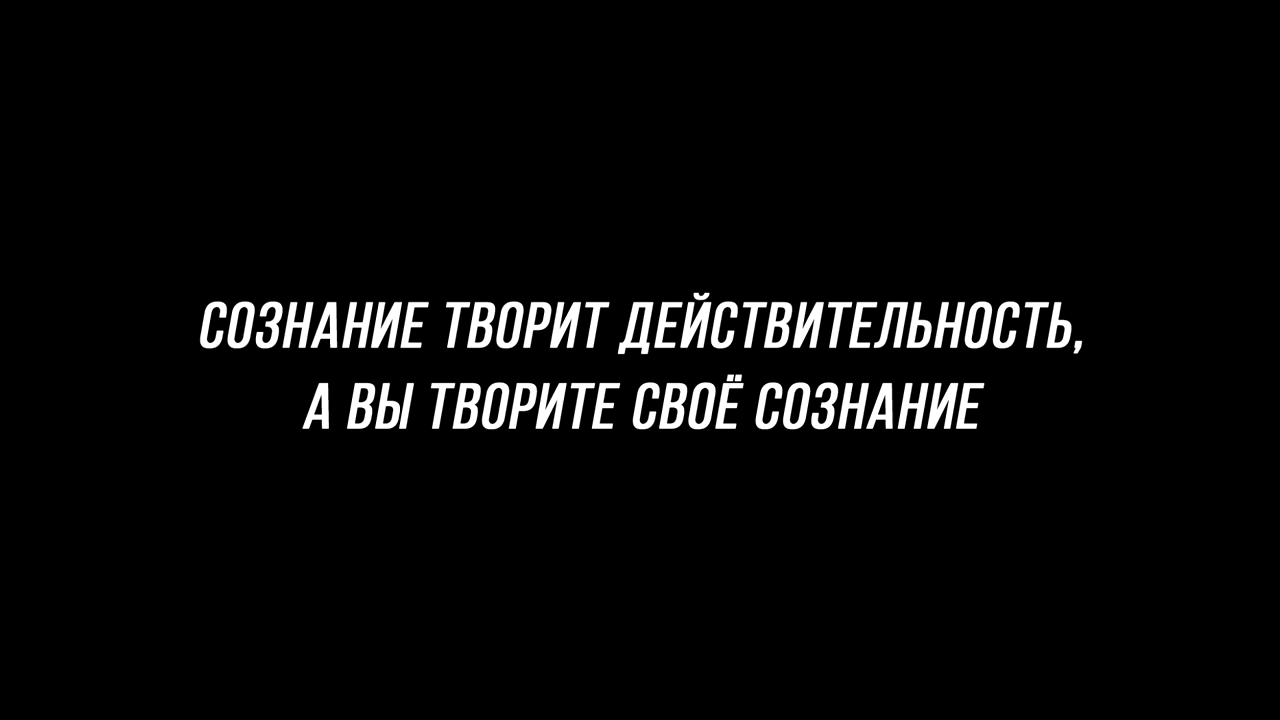 СОЗНАНИЕ ТВОРИТ ДЕЙСТВИТЕЛЬНОСТЬ,
А ВЫ ТВОРИТЕ СВОЁ СОЗНАНИЕ